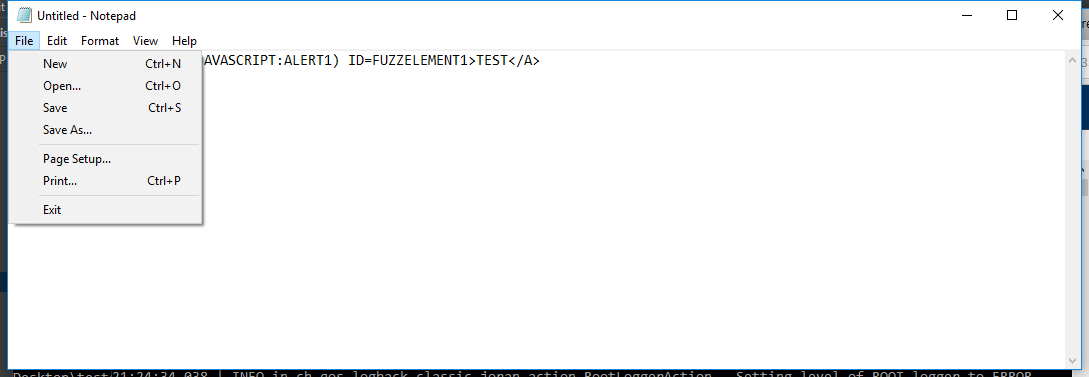 Untitled - Notepad
File Edit Format View Help
AVASCRIPT:ALERT1) ID=FUZZELEMENT1>TEST</A>
New Ctrl+N
Open... Ctrl+O
Save Ctrl+S
Save As...
Page Setup...
Print... Ctrl+P
Exit